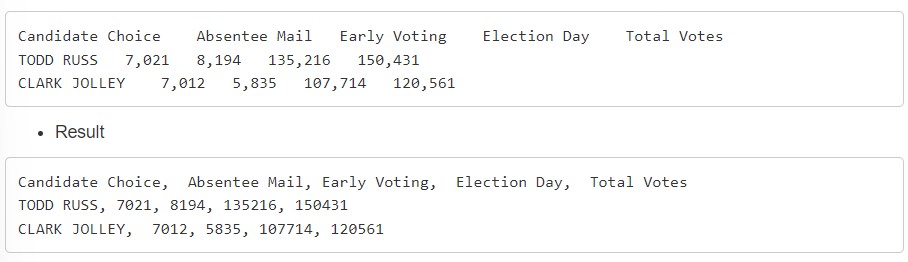 Candidate Choice    Absentee Mail   Early Voting    Election Day    Total Votes
TODD RUSS   7,021   8,194   135,216   150,431
CLARK JOLLEY    7,012   5,835   107,714   120,561
• Result
Candidate Choice,  Absentee Mail, Early Voting,  Election Day,  Total Votes
TODD RUSS, 7021, 8194, 135216, 150431
CLARK JOLLEY,  7012, 5835, 107714, 120561